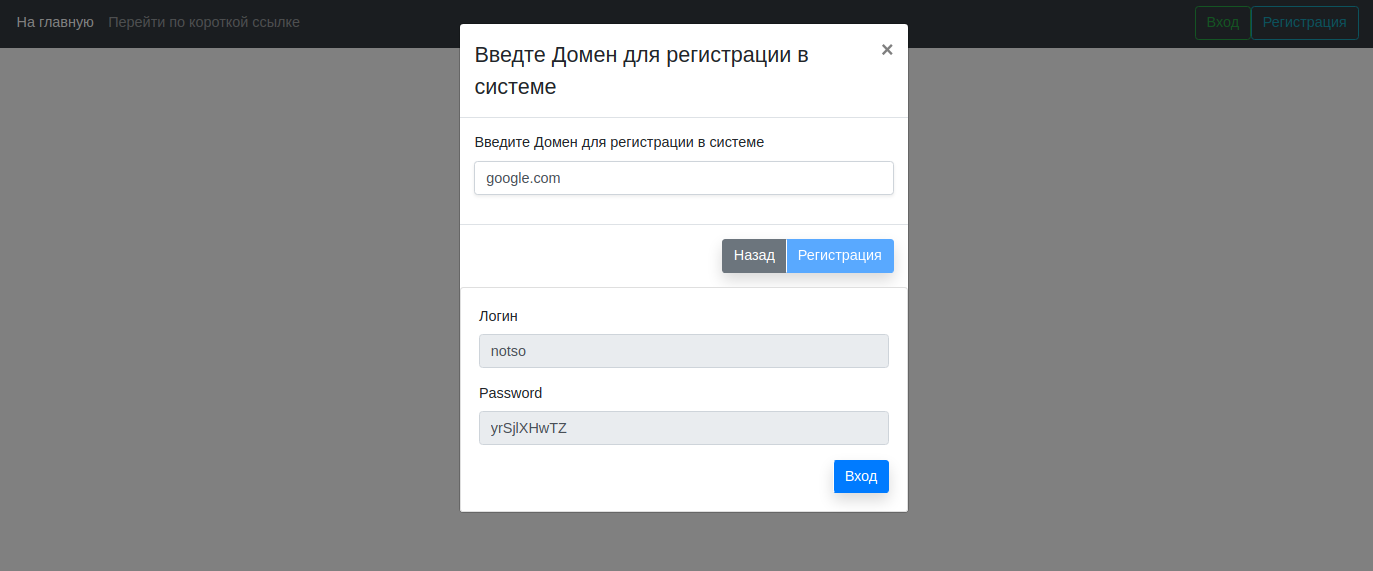 На главную Перейти по короткой ссылке Вход Регистрация
Введте Домен для регистрации в
системе
×
Введите Домен для регистрации в системе
google.com
Назад Регистрация
Логин
notso
Password
yrSjlXHwTZ
Вход